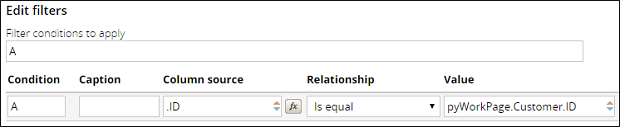 Edit filters
Filter conditions to apply
A
Condition Caption Column source Relationship Value
A .ID fx Is equal pyWorkPage.Customer.ID